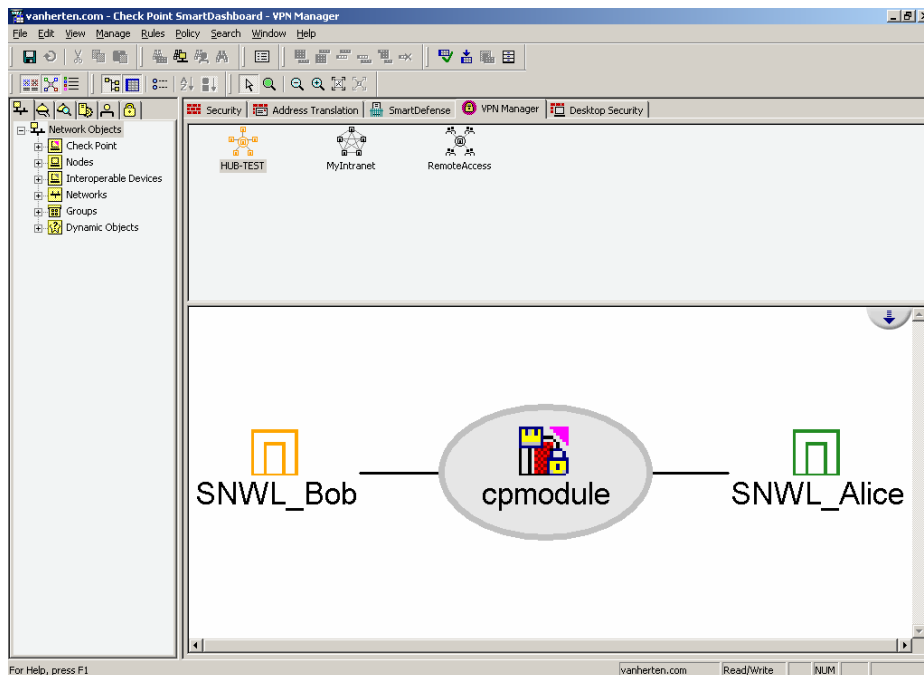 vanherten.com - Check Point SmartDashboard - VPN Manager
File Edit View Manage Rules Policy Search Window Help
Security Address Translation SmartDefense VPN Manager Desktop Security
Network Objects
Check Point
Nodes
Interoperable Devices
Networks
Groups
Dynamic Objects
HUB-TEST MyIntranet RemoteAccess
SNWL_Bob cpmodule SNWL_Alice
For Help, press F1 vanherten.com Read/Write NUM